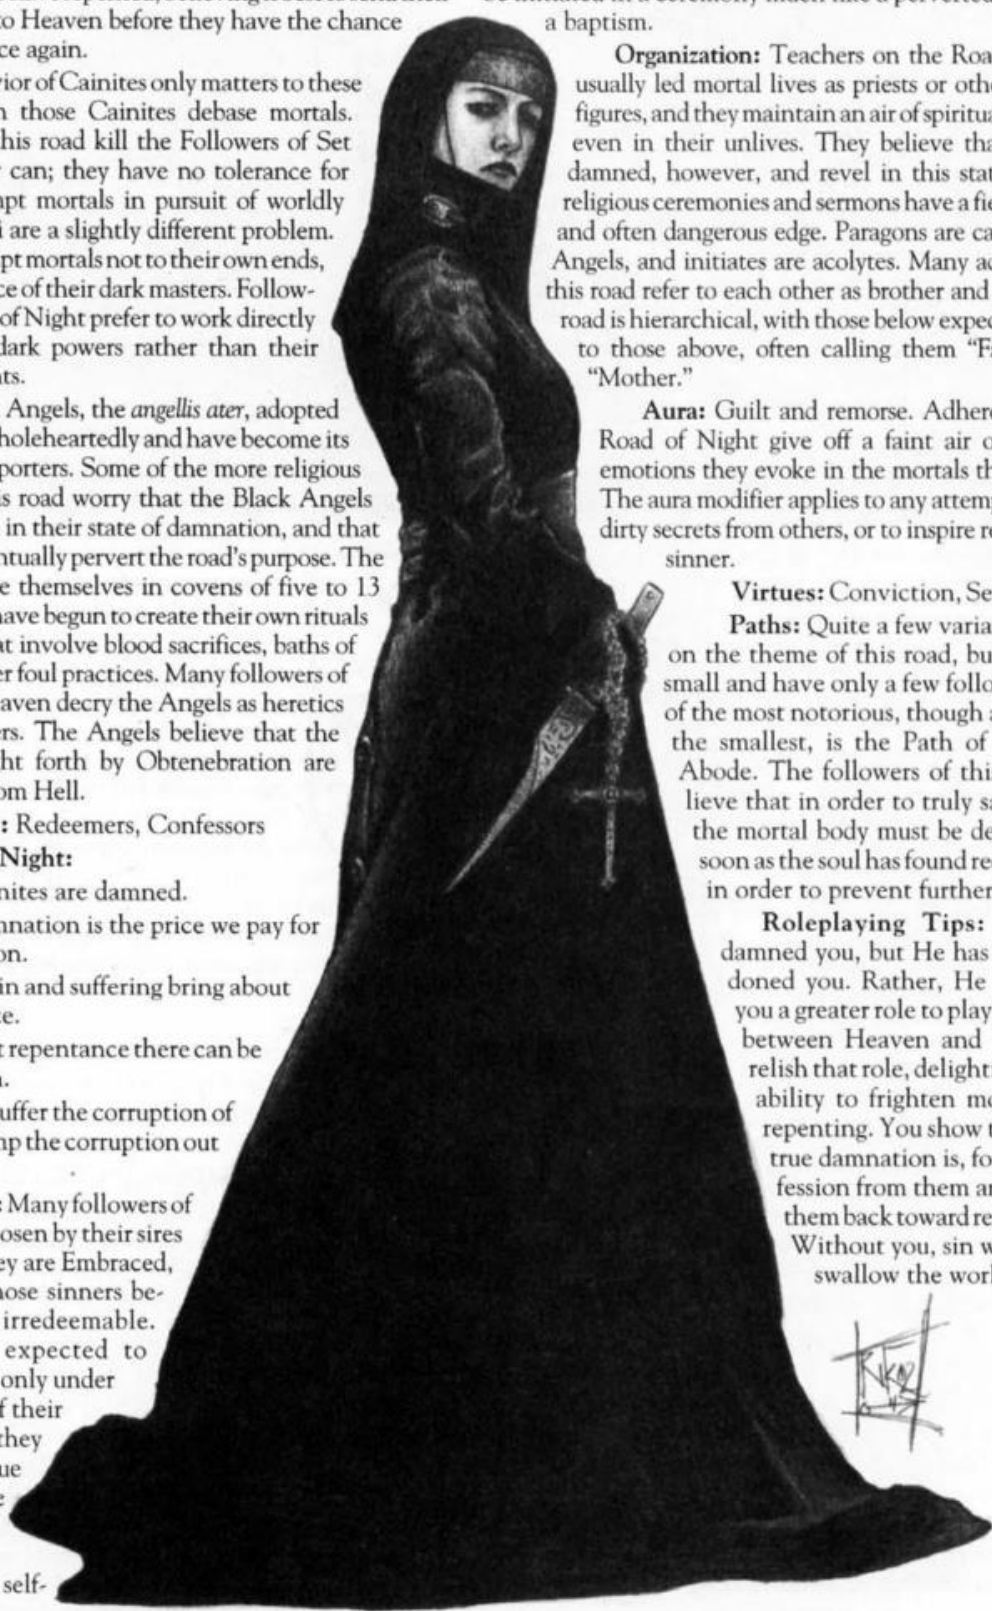 to Heaven before they have the chance
ce again.
vior of Cainites only matters to these
n those Cainites debase mortals.
his road kill the Followers of Set
can; they have no tolerance for
npt mortals in pursuit of worldly
i are a slightly different problem.
pt mortals not to their own ends,
ce of their dark masters. Follow-
of Night prefer to work directly
dark powers rather than their
nts.
Angels, the angellis ater, adopted
holeheartedly and have become its
porters. Some of the more religious
is road worry that the Black Angels
in their state of damnation, and that
ntually pervert the road's purpose. The
e themselves in covens of five to 13
have begun to create their own rituals
at involve blood sacrifices, baths of
er foul practices. Many followers of
eaven decry the Angels as heretics
ers. The Angels believe that the
ht forth by Obtenebration are
om Hell.
: Redeemers, Confessors
Night:
nites are damned.
nnation is the price we pay for
on.
in and suffering bring about
ce.
t repentance there can be
n.
uffer the corruption of
mp the corruption out
: Many followers of
osen by their sires
ey are Embraced,
nose sinners be-
irredeemable.
expected to
only under
f their
they
ue
e
self-
be initiated in a ceremony much like a perverted
a baptism.
Organization: Teachers on the Roa
usually led mortal lives as priests or othe
figures, and they maintain an air of spiritua
even in their unlives. They believe tha
damned, however, and revel in this stat
religious ceremonies and sermons have a fie
and often dangerous edge. Paragons are ca
Angels, and initiates are acolytes. Many ac
this road refer to each other as brother and
road is hierarchical, with those below expec
to those above, often calling them “Fa
“Mother.”
Aura: Guilt and remorse. Adhere
Road of Night give off a faint air o
emotions they evoke in the mortals th
The aura modifier applies to any attemp
dirty secrets from others, or to inspire re
sinner.
Virtues: Conviction, Se
Paths: Quite a few varia
on the theme of this road, bu
small and have only a few follo
of the most notorious, though a
the smallest, is the Path of
Abode. The followers of this
lieve that in order to truly sa
the mortal body must be de
soon as the soul has found re
in order to prevent further
Roleplaying Tips:
damned you, but He has
doned you. Rather, He
you a greater role to play
between Heaven and
relish that role, delight
ability to frighten mo
repenting. You show t
true damnation is, fo
fession from them an
them back toward re
Without you, sin w
swallow the worl